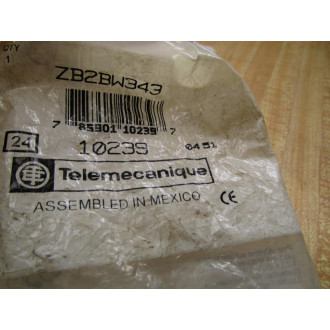 QTY
1
ZB2BW343
7 85901 10239 7
24 10239 0451
Telemecanique
ASSEMBLED IN MEXICO CE